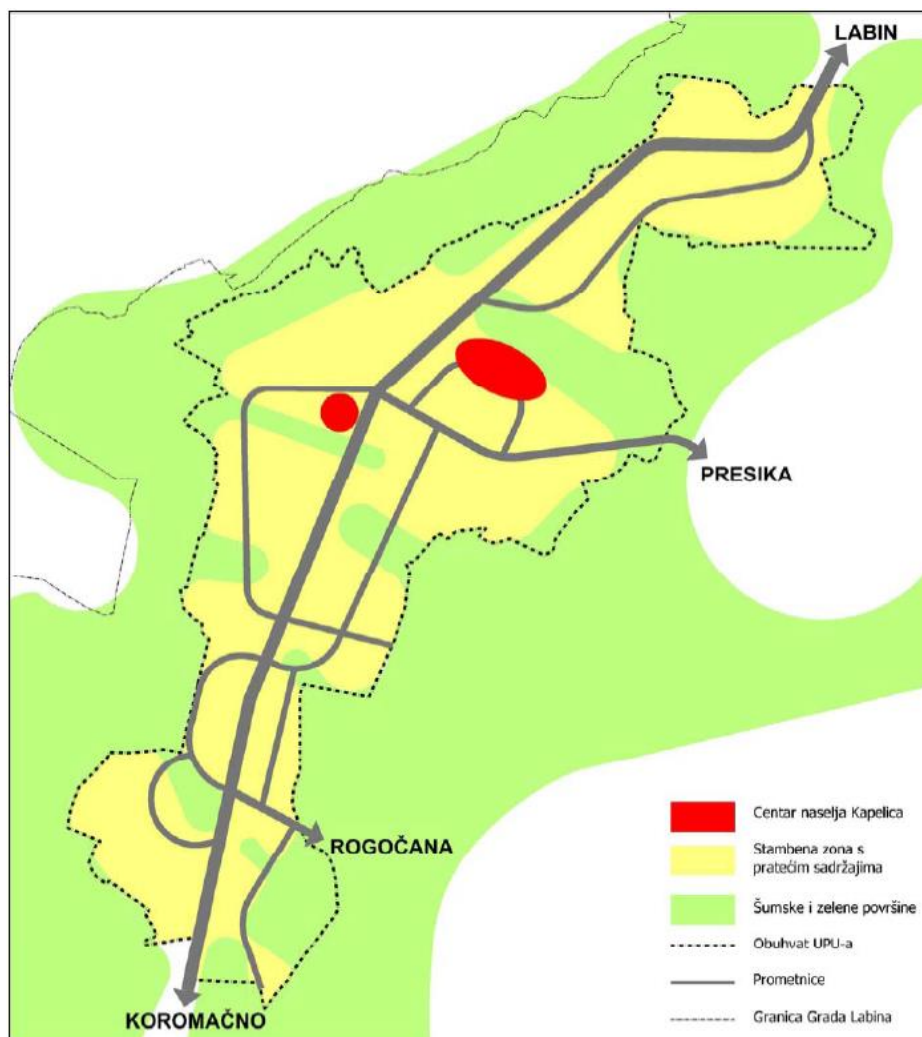 LABIN
PRESIKA
ROGOČANA
KOROMAČNO
Centar naselja Kapelica
Stambena zona s
pratećim sadržajima
Šumske i zelene površine
Obuhvat UPU-a
Prometnice
Granica Grada Labina